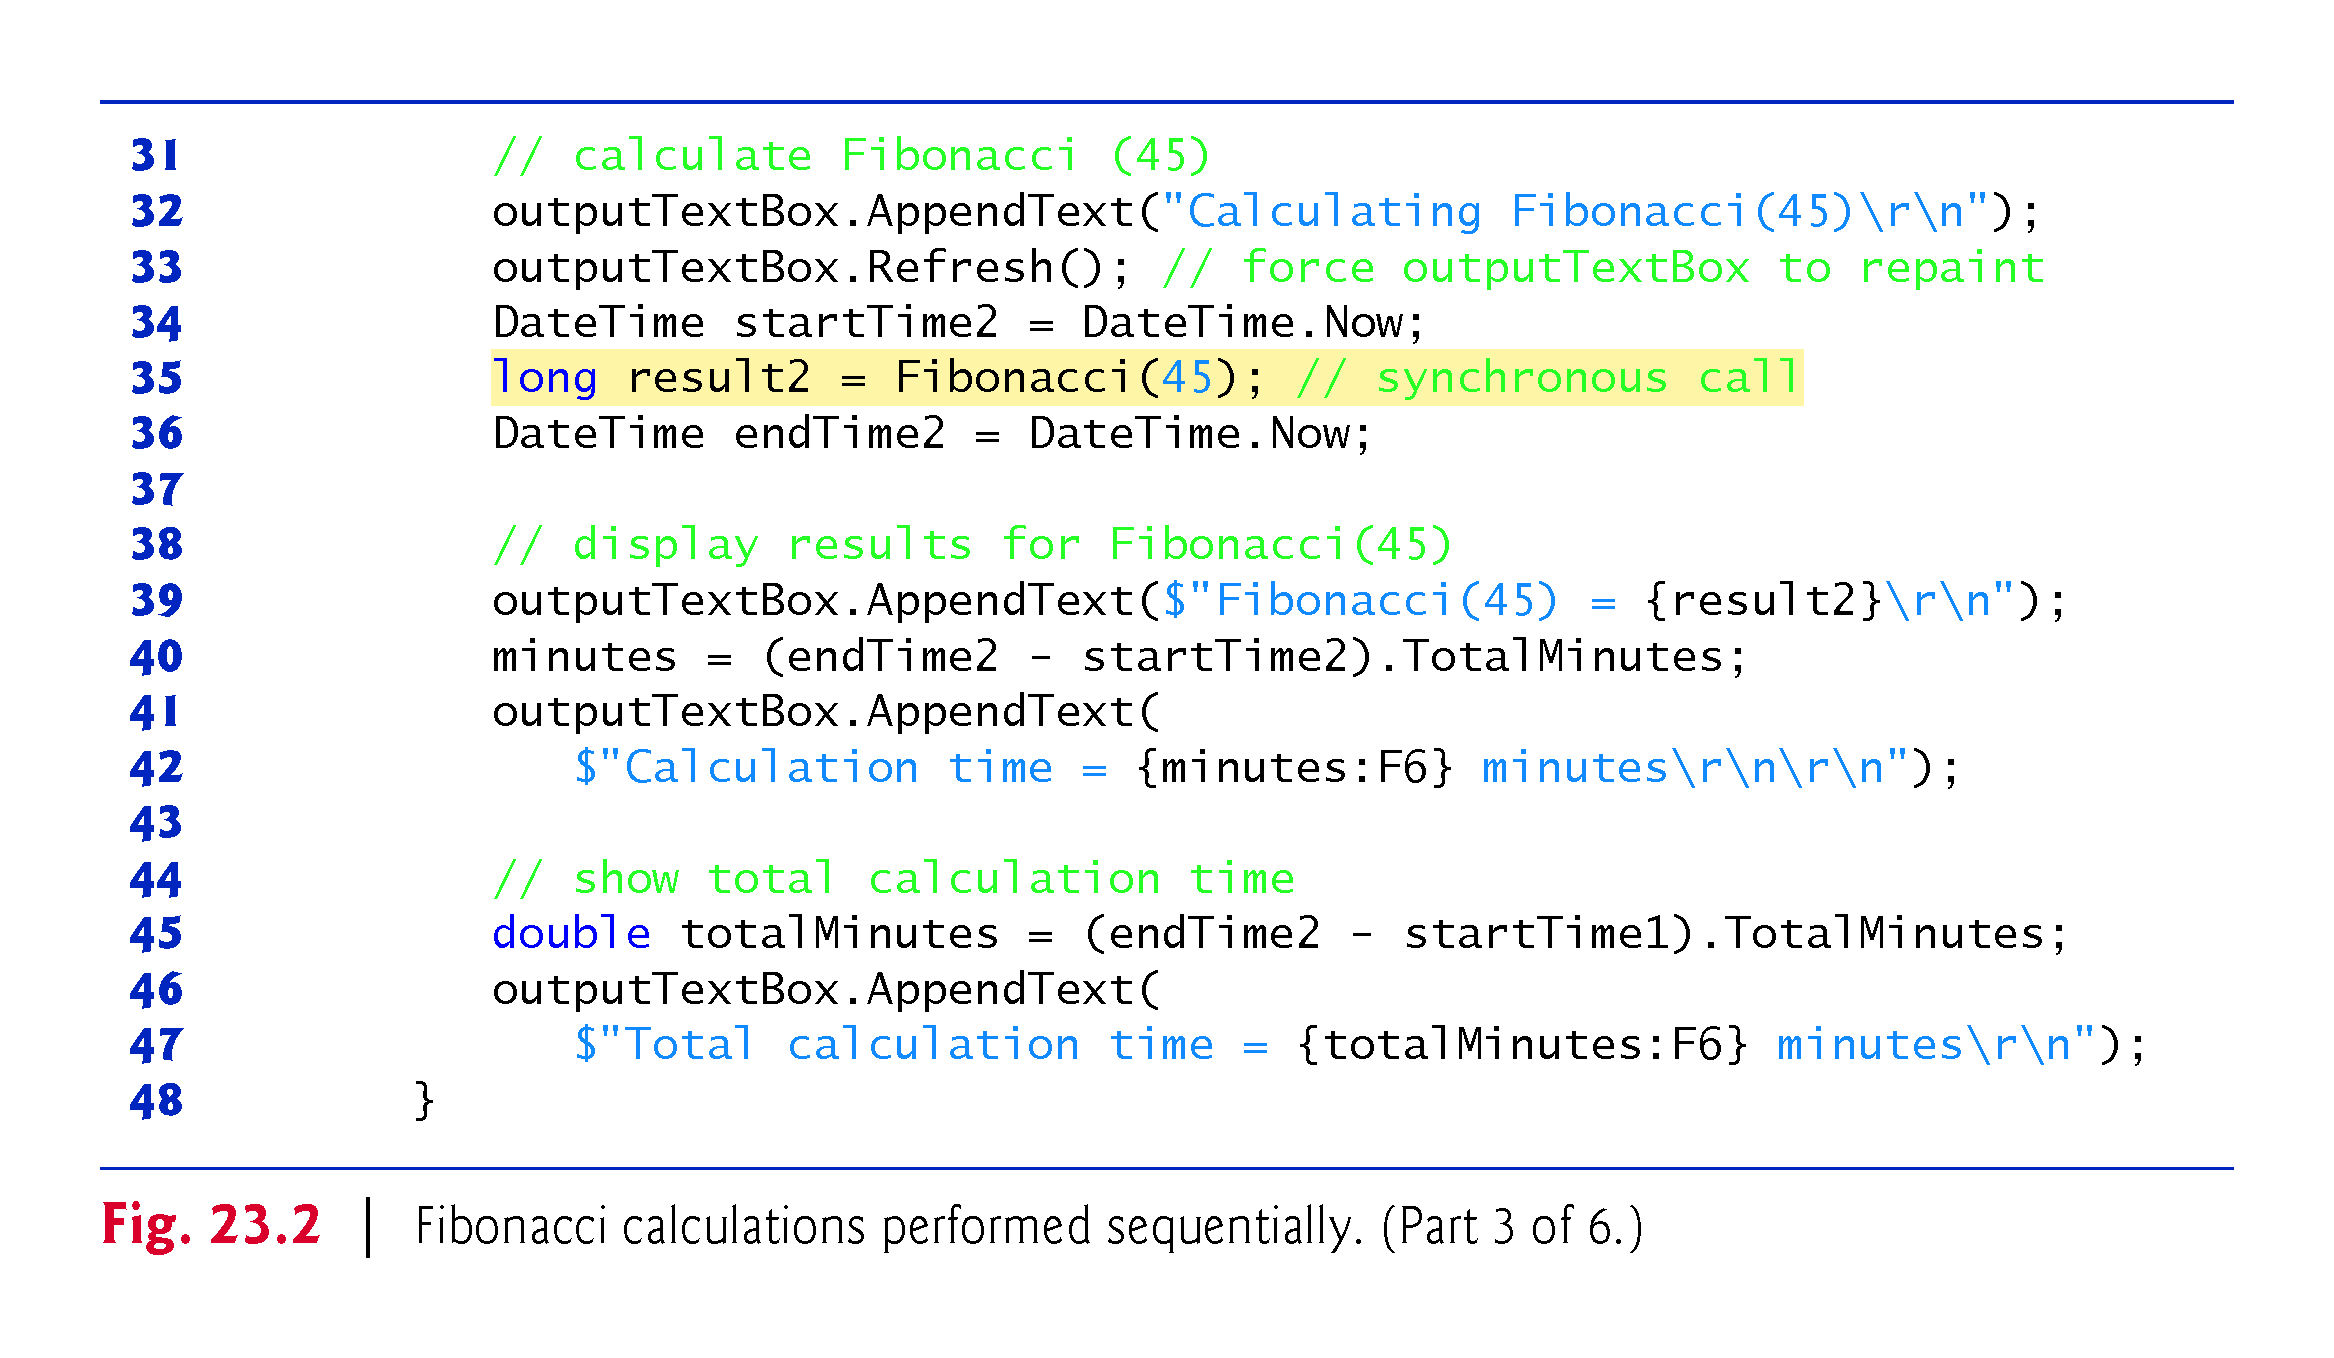 31 // calculate Fibonacci (45)
32 outputTextBox.AppendText("Calculating Fibonacci(45)\r\n");
33 outputTextBox.Refresh(); // force outputTextBox to repaint
34 DateTime startTime2 = DateTime.Now;
35 long result2 = Fibonacci(45); // synchronous call
36 DateTime endTime2 = DateTime.Now;
37
38 // display results for Fibonacci(45)
39 outputTextBox.AppendText($"Fibonacci(45) = {result2}\r\n");
40 minutes = (endTime2 - startTime2).TotalMinutes;
41 outputTextBox.AppendText(
42 $"Calculation time = {minutes:F6} minutes\r\n\r\n");
43
44 // show total calculation time
45 double totalMinutes = (endTime2 - startTime1).TotalMinutes;
46 outputTextBox.AppendText(
47 $"Total calculation time = {totalMinutes:F6} minutes\r\n");
48 }
Fig. 23.2 | Fibonacci calculations performed sequentially. (Part 3 of 6.)